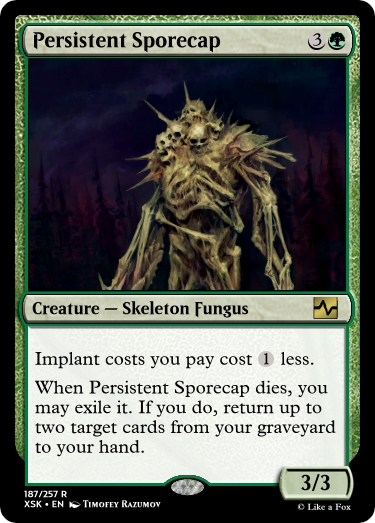 Persistent Sporecap 3
Creature — Skeleton Fungus
Implant costs you pay cost 1 less.
When Persistent Sporecap dies, you
may exile it. If you do, return up to
two target cards from your graveyard
to your hand.
3/3
187/257 R
XSK • EN Timofey Razumov
© Like a Fox